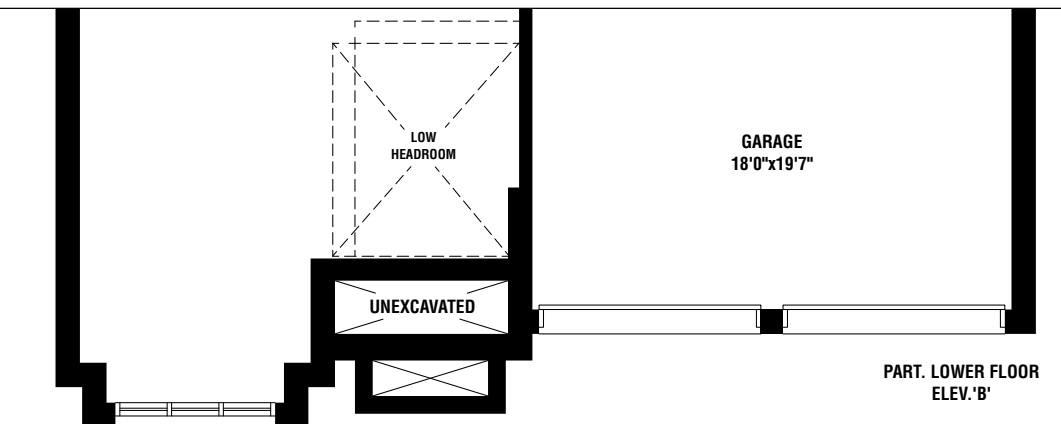 LOW
HEADROOM
GARAGE
18'0"x19'7"
UNEXCAVATED
PART. LOWER FLOOR
ELEV.'B'